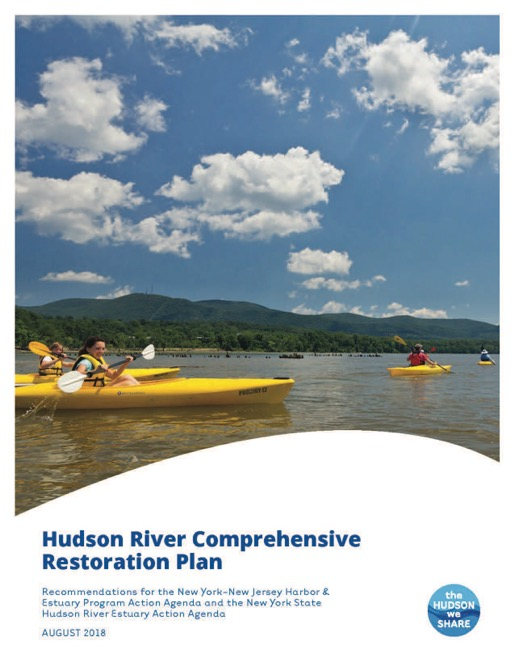 Hudson River Comprehensive
Restoration Plan
Recommendations for the New York–New Jersey Harbor &
Estuary Program Action Agenda and the New York State
Hudson River Estuary Action Agenda
AUGUST 2018
the
HUDSON
we
SHARE